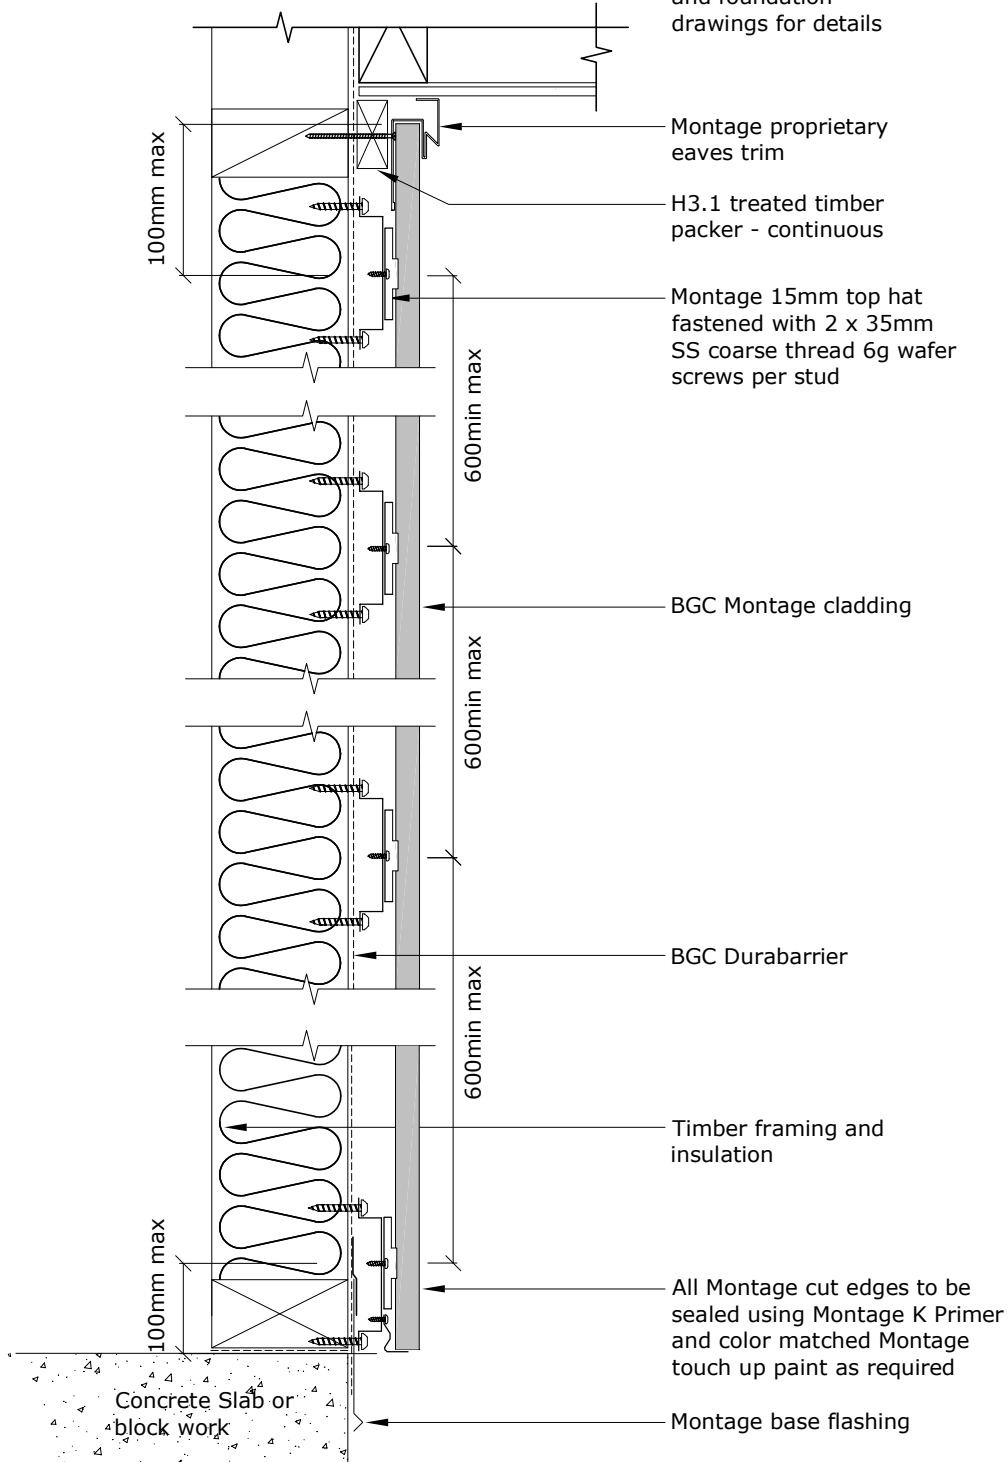 and foundation
drawings for details
Montage proprietary
eaves trim
H3.1 treated timber
packer - continuous
Montage 15mm top hat
fastened with 2 x 35mm
SS coarse thread 6g wafer
screws per stud
100mm max
600min max
BGC Montage cladding
600min max
BGC Durabarrier
600min max
Timber framing and
insulation
100mm max
All Montage cut edges to be
sealed using Montage K Primer
and color matched Montage
touch up paint as required
Concrete Slab or
block work
Montage base flashing